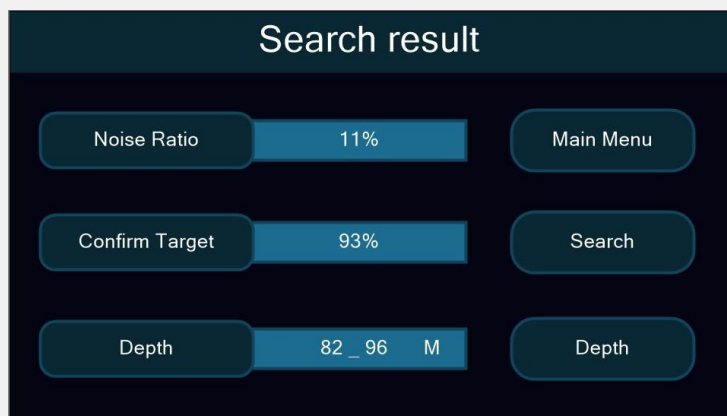 Search result
Noise Ratio 11% Main Menu
Confirm Target 93% Search
Depth 82 _ 96 M Depth